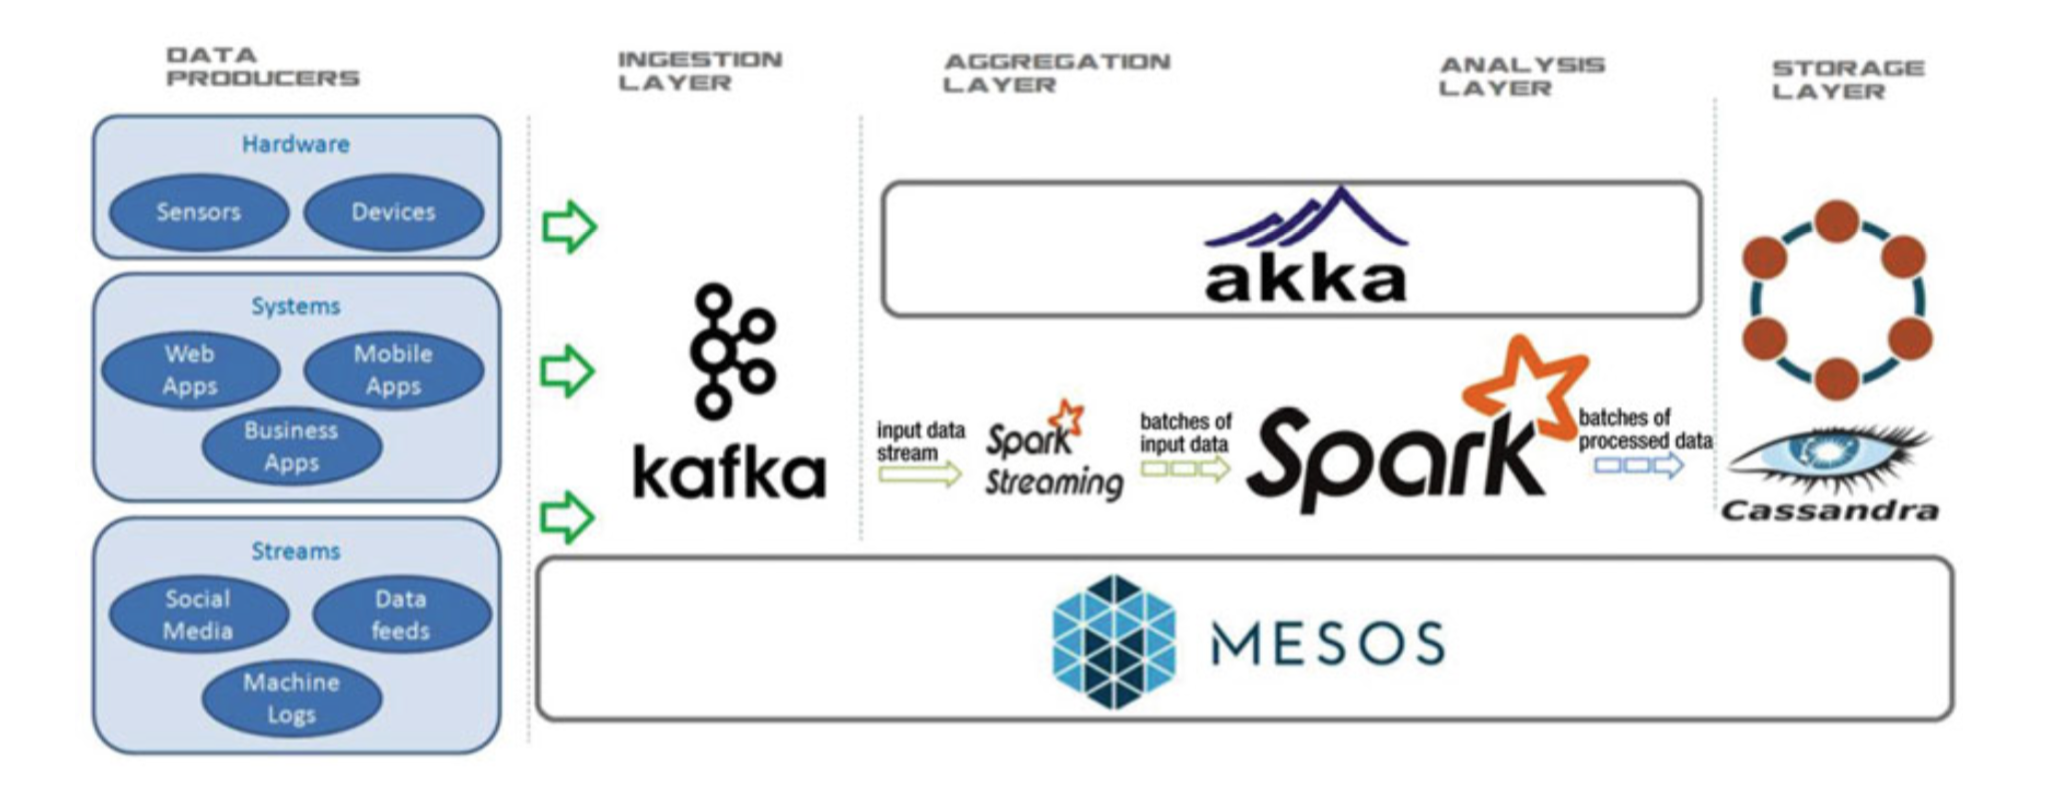 DATA
PRODUCERS
INGESTION
LAYER
AGGREGATION
LAYER
ANALYSIS
LAYER
STORAGE
LAYER
Hardware
Sensors
Devices
Systems
Web
Apps
Mobile
Apps
Business
Apps
Streams
Social
Media
Data
feeds
Machine
Logs
kafka
akka
input data
stream
Spark
Streaming
batches of
input data
Spark
batches of
processed data
Cassandra
MESOS